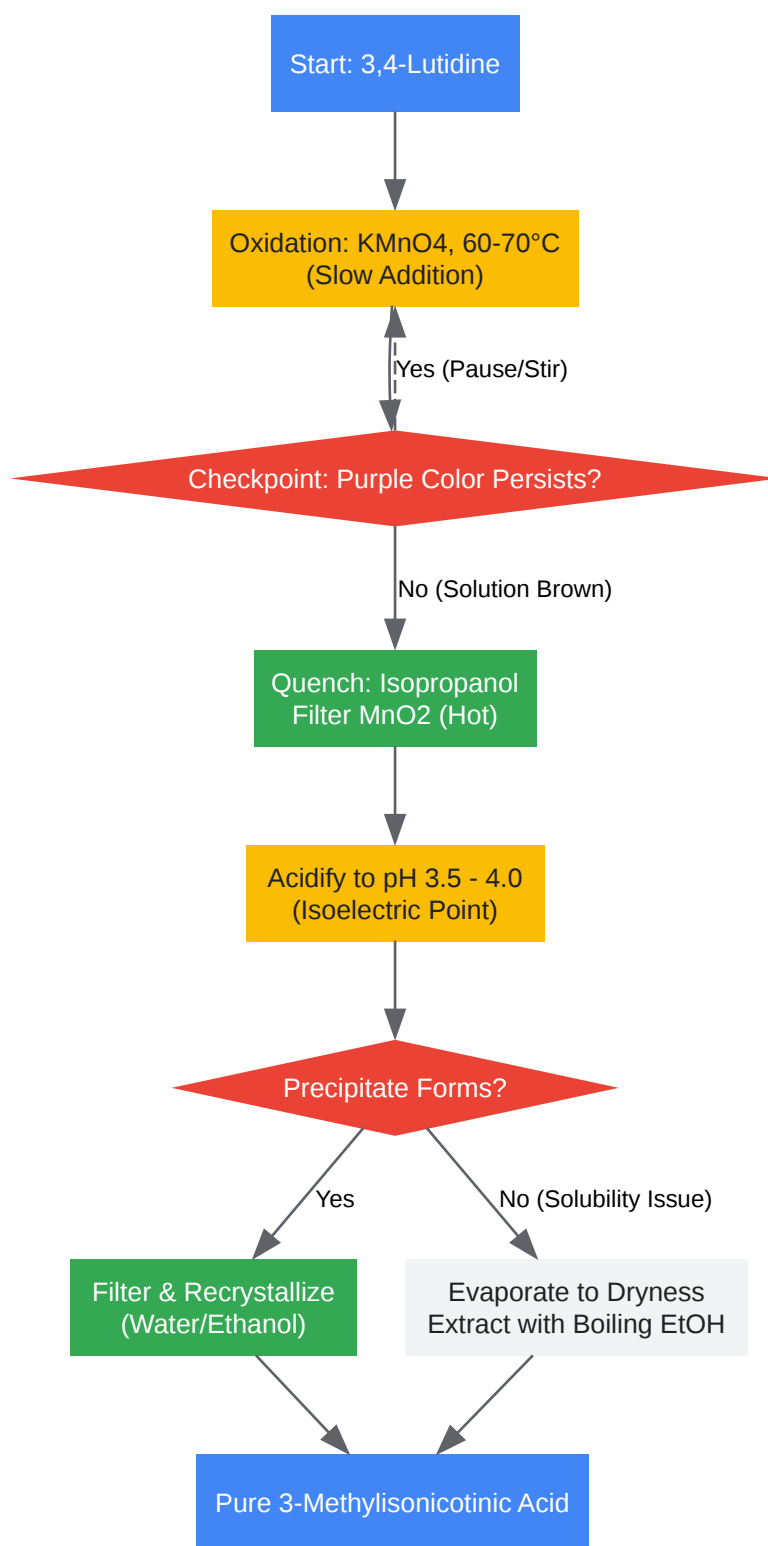 Start: 3,4-Lutidine
Oxidation: KMnO4, 60-70°C
(Slow Addition)
Yes (Pause/Stir)
Checkpoint: Purple Color Persists?
No (Solution Brown)
Quench: Isopropanol
Filter MnO2 (Hot)
Acidify to pH 3.5 - 4.0
(Isoelectric Point)
Precipitate Forms?
Yes
No (Solubility Issue)
Filter & Recrystallize
(Water/Ethanol)
Evaporate to Dryness
Extract with Boiling EtOH
Pure 3-Methylisonicotinic Acid